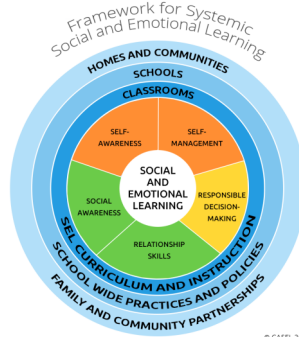 Framework for Systemic
Social and Emotional Learning
HOMES AND COMMUNITIES
SCHOOLS
CLASSROOMS
SELF-
AWARENESS
SELF-
MANAGEMENT
SOCIAL
AND
EMOTIONAL
LEARNING
SOCIAL
AWARENESS
RESPONSIBLE
DECISION-
MAKING
RELATIONSHIP
SKILLS
SEL CURRICULUM AND INSTRUCTION
SCHOOL WIDE PRACTICES AND POLICIES
FAMILY AND COMMUNITY PARTNERSHIPS